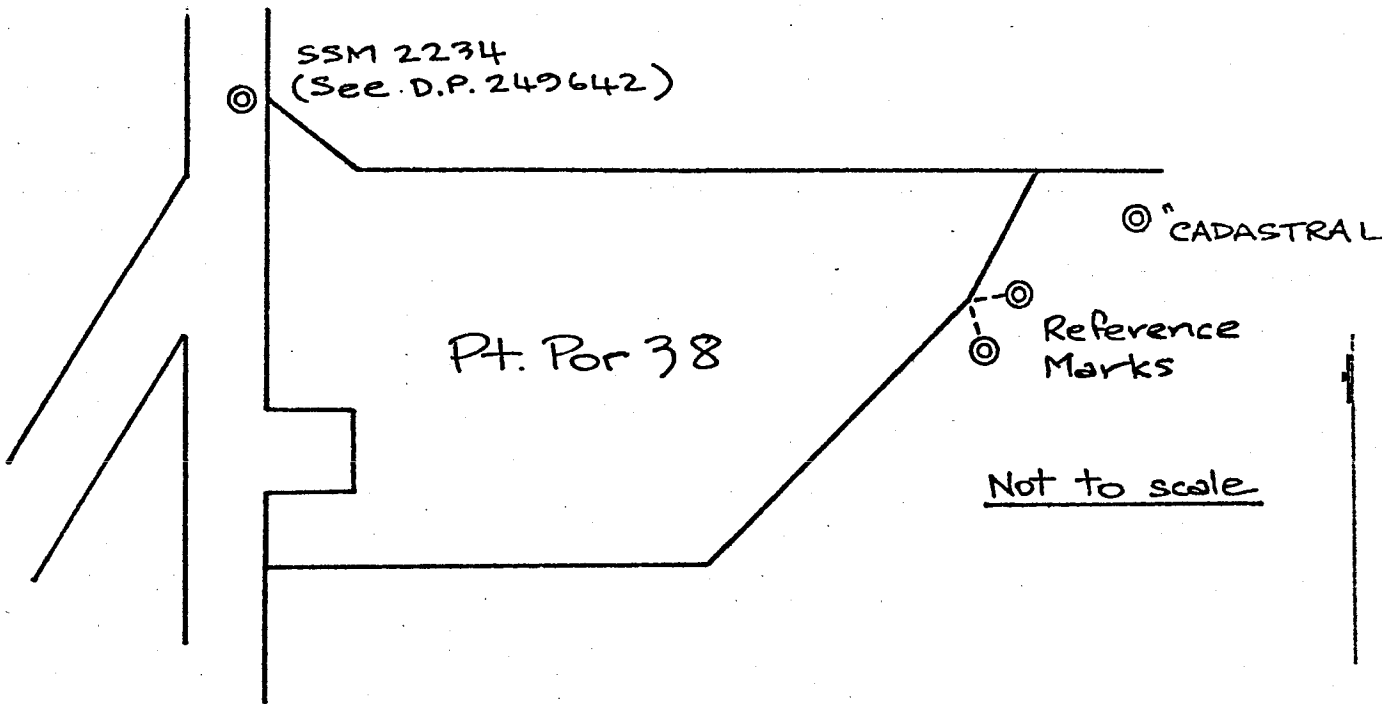 SSM 2234
(See D.P. 249642)
"CADASTRAL
Reference
Marks
Pt. Por 38
Not to scale